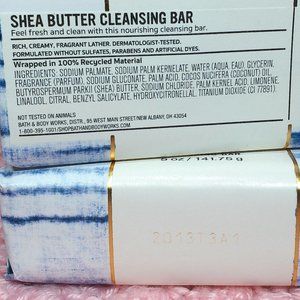 SHEA BUTTER CLEANSING BAR
Feel fresh and clean with this nourishing cleansing bar.
RICH, CREAMY, FRAGRANT LATHER. DERMATOLOGIST-TESTED.
FORMULATED WITHOUT SULFATES, PARABENS AND ARTIFICIAL DYES.
Wrapped in 100% Recycled Material
INGREDIENTS: SODIUM PALMATE, SODIUM PALM KERNELATE, WATER (AQUA, EAU), GLYCERIN,
FRAGRANCE (PARFUM), SODIUM GLUCONATE, PALM ACID, COCOS NUCIFERA (COCONUT) OIL,
BUTYROSPERMUM PARKII (SHEA) BUTTER, SODIUM CHLORIDE, PALM KERNEL ACID, LIMONENE,
LINALOOL, CITRAL, BENZYL SALICYLATE, HYDROXYCITRONELLAL, TITANIUM DIOXIDE (CI 77891).
NOT TESTED ON ANIMALS
BATH & BODY WORKS, DISTR., 95 WEST MAIN STREET/NEW ALBANY, OH 43054
1-800-395-1001/SHOPBATHANDBODYWORKS.COM
BAR
5 oz / 141.75 g
2013T3A1